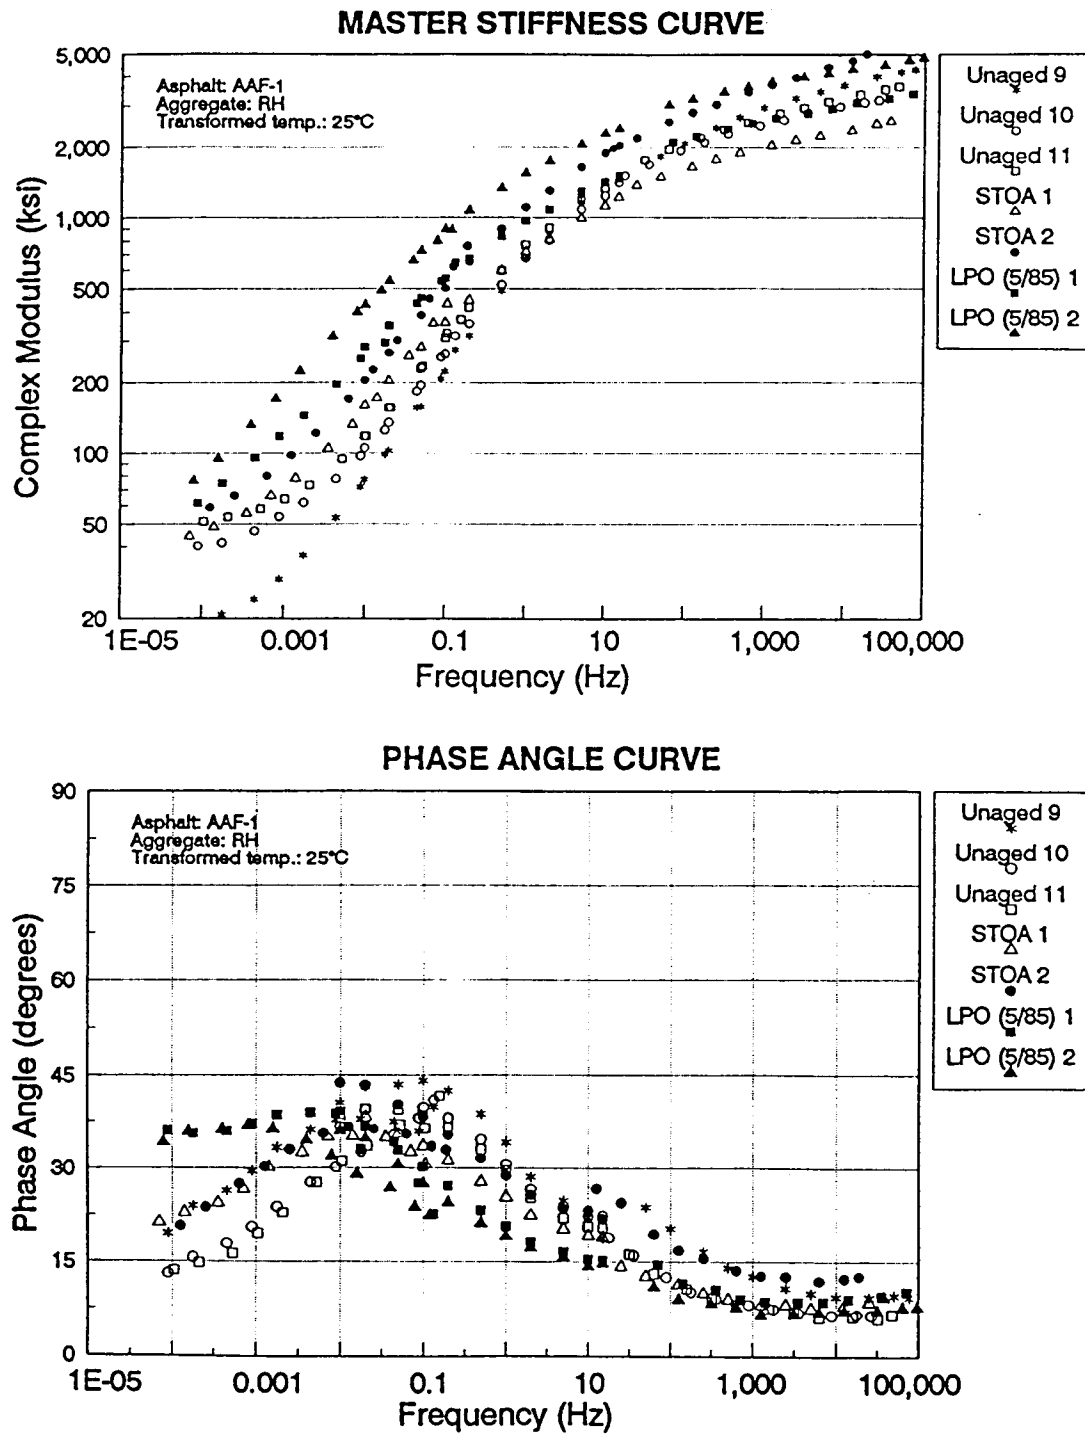 MASTER STIFFNESS CURVE
Asphalt: AAF-1
Aggregate: RH
Transformed temp.: 25°C
Complex Modulus (ksi)
5,000
2,000
1,000
500
200
100
50
20
1E-05
0.001
0.1
10
1,000
100,000
Frequency (Hz)
Unaged 9
Unaged 10
Unaged 11
STOA 1
STOA 2
LPO (5/85) 1
LPO (5/85) 2
PHASE ANGLE CURVE
Asphalt: AAF-1
Aggregate: RH
Transformed temp.: 25°C
Phase Angle (degrees)
90
75
60
45
30
15
0
1E-05
0.001
0.1
10
1,000
100,000
Frequency (Hz)
Unaged 9
Unaged 10
Unaged 11
STOA 1
STOA 2
LPO (5/85) 1
LPO (5/85) 2